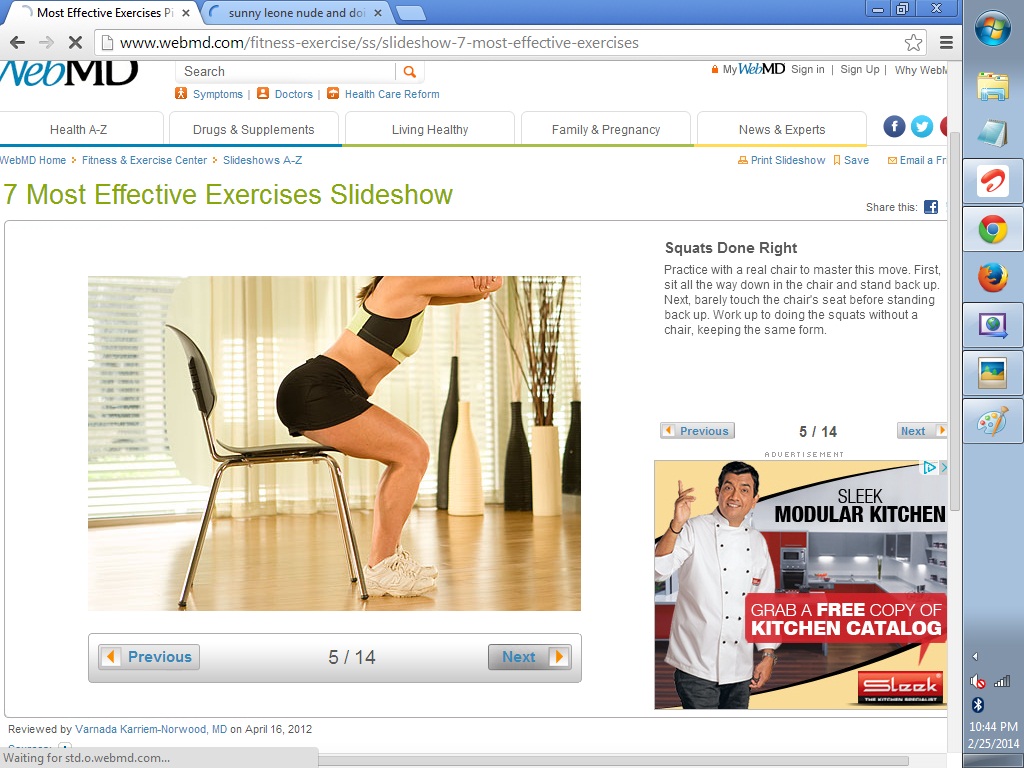 Most Effective Exercises Pi
sunny leone nude and doi
www.webmd.com/fitness-exercise/ss/slideshow-7-most-effective-exercises
WebMD
Search
My WebMD Sign in | Sign Up | Why WebM
Symptoms | Doctors | Health Care Reform
Health A-Z
Drugs & Supplements
Living Healthy
Family & Pregnancy
News & Experts
WebMD Home Fitness & Exercise Center Slideshows A-Z
Print Slideshow Save Email a Fr
7 Most Effective Exercises Slideshow
Share this:
Squats Done Right
Practice with a real chair to master this move. First,
sit all the way down in the chair and stand back up.
Next, barely touch the chair's seat before standing
back up. Work up to doing the squats without a
chair, keeping the same form.
Previous 5 / 14 Next
ADVERTISEMENT
SLEEK
MODULAR KITCHEN
GRAB A FREE COPY OF
KITCHEN CATALOG
Sleek
THE KITCHEN SPECIALIST
Previous 5 / 14 Next
Reviewed by Varnada Karriem-Norwood, MD on April 16, 2012
Waiting for std.o.webmd.com...
10:44 PM
2/25/2014